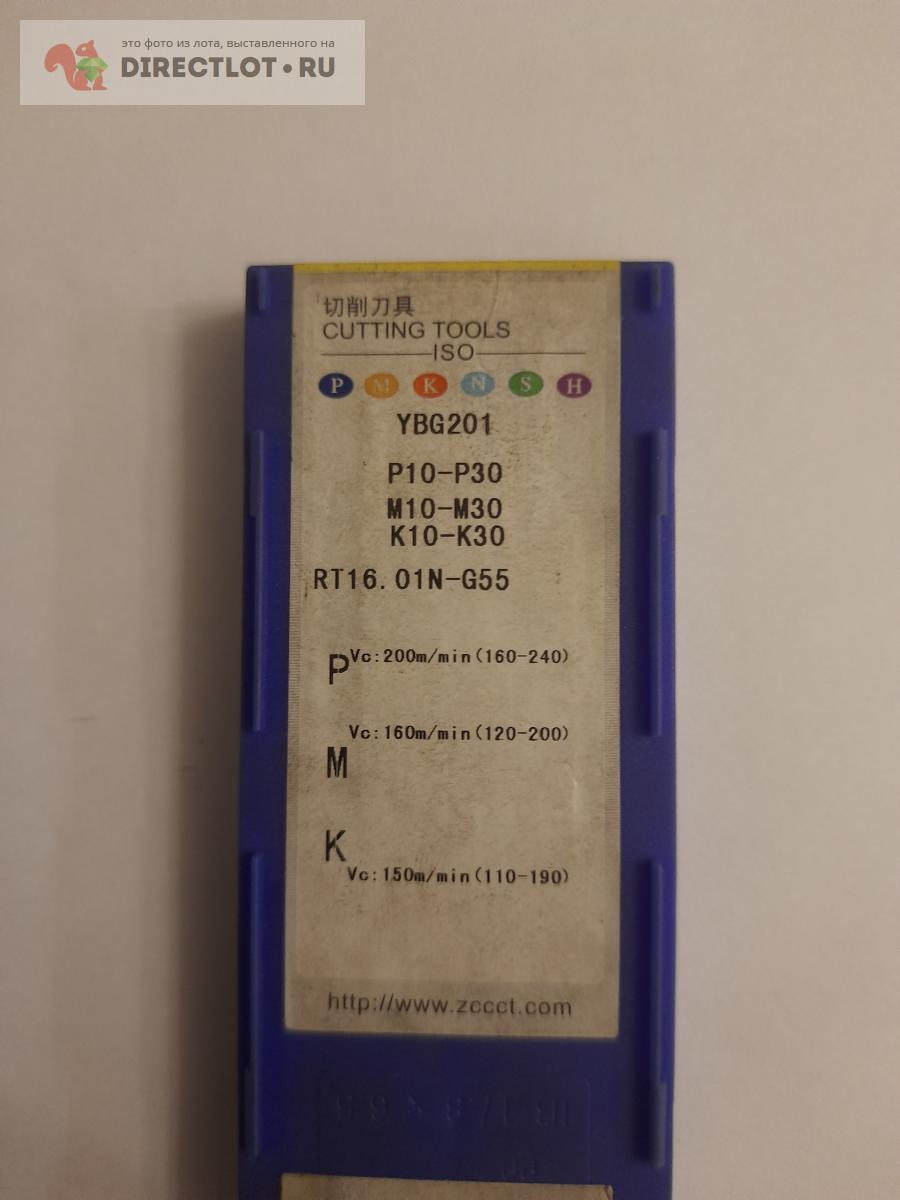 это фото из лота, выставленного на
DIRECTLOT•RU
切削刀具
CUTTING TOOLS
ISO
P M K N S H
YBG201
P10-P30
M10-M30
K10-K30
RT16.01N-G55
P Vc:200m/min(160-240)
Vc:160m/min(120-200)
M
K
Vc:150m/min(110-190)
http://www.zccct.com